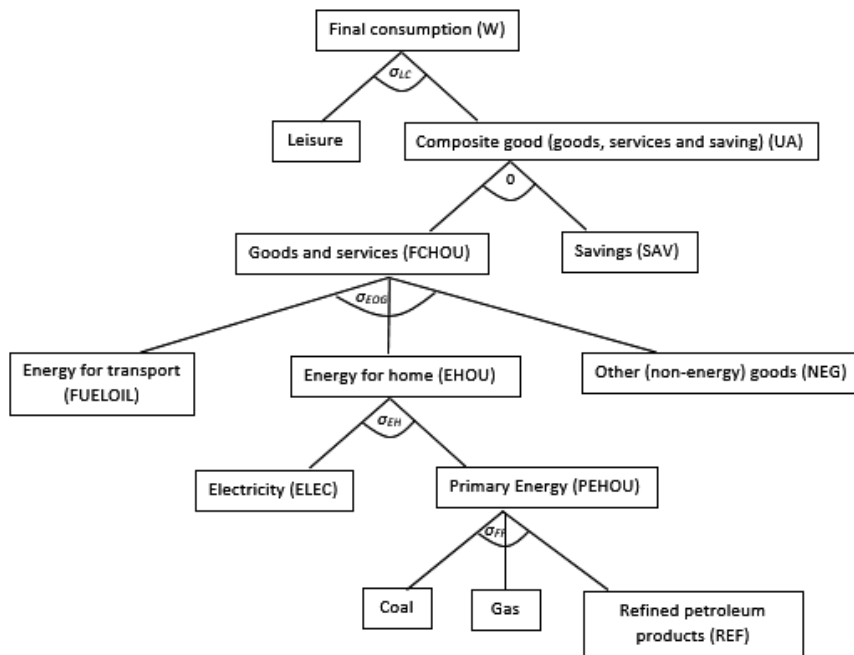 Final consumption (W)
σLC
Leisure
Composite good (goods, services and saving) (UA)
0
Goods and services (FCHOU)
Savings (SAV)
σEOG
Energy for transport
(FUELOIL)
Energy for home (EHOU)
Other (non-energy) goods (NEG)
σEH
Electricity (ELEC)
Primary Energy (PEHOU)
σFF
Coal
Gas
Refined petroleum
products (REF)